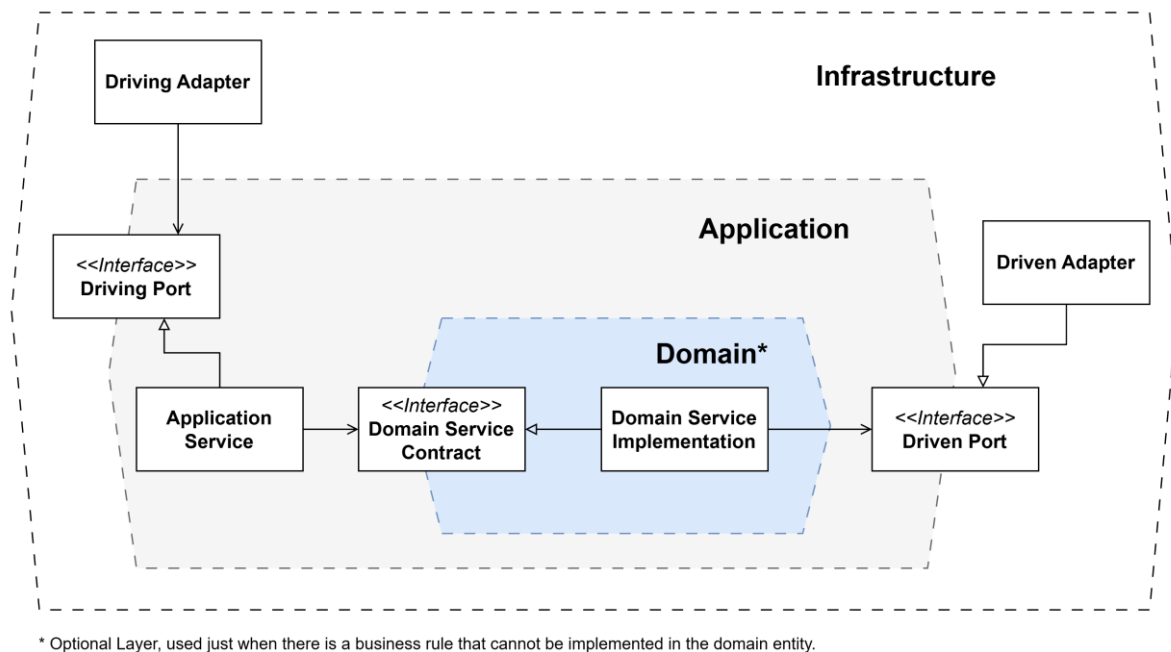 Driving Adapter
Infrastructure
Application
<<Interface>>
Driving Port
Driven Adapter
Domain*
Application
Service
<<Interface>>
Domain Service
Contract
Domain Service
Implementation
<<Interface>>
Driven Port
* Optional Layer, used just when there is a business rule that cannot be implemented in the domain entity.